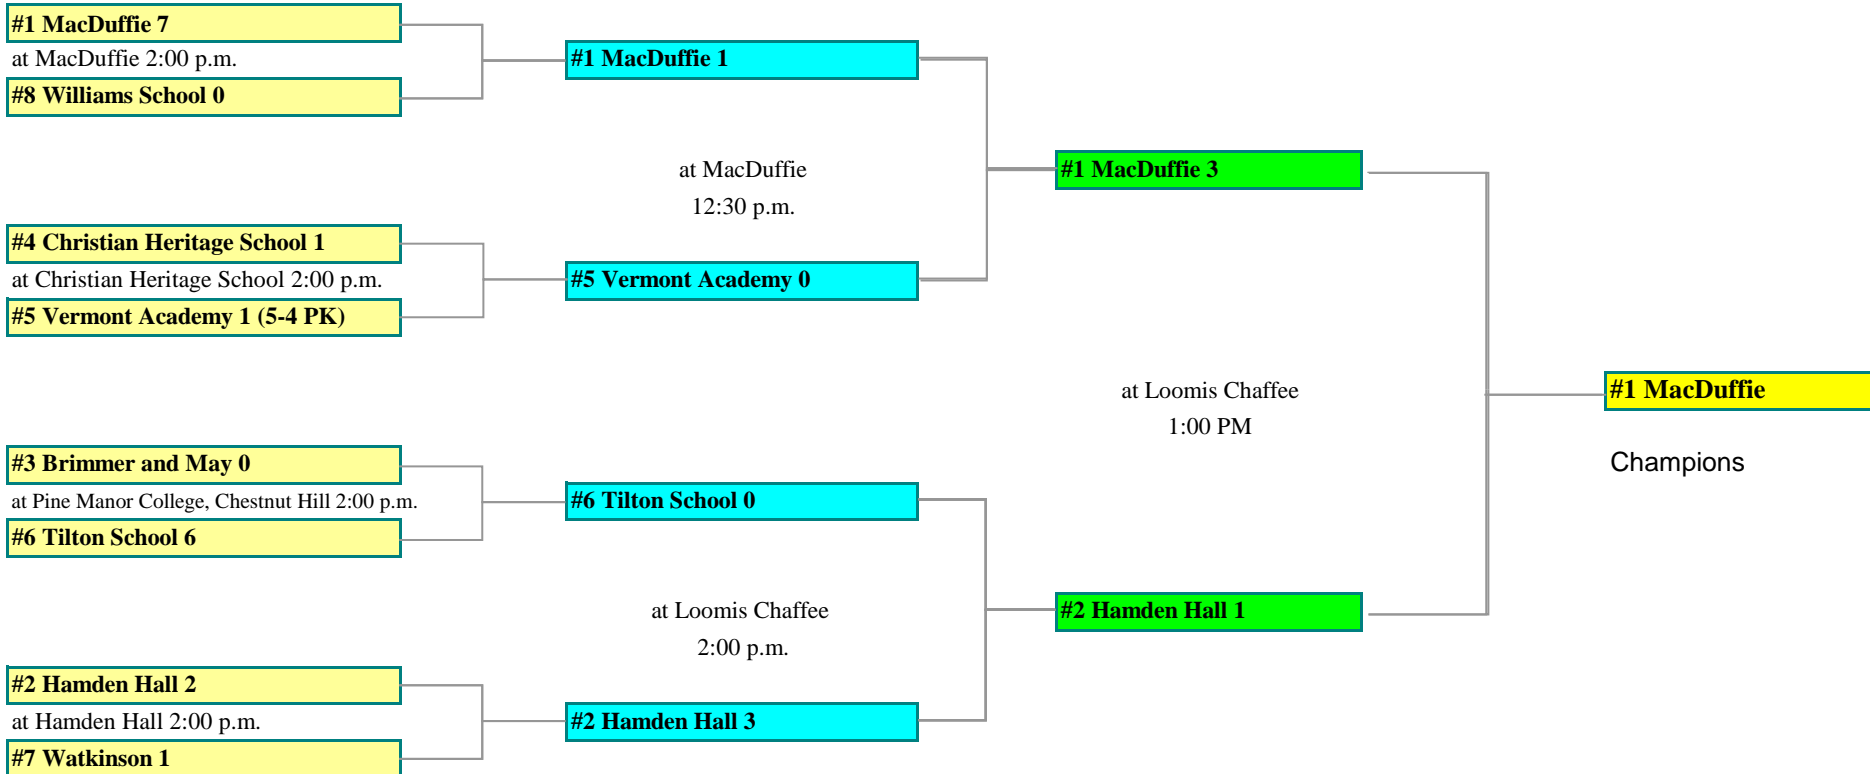 #1 MacDuffie 7
at MacDuffie 2:00 p.m.
#8 Williams School 0
#4 Christian Heritage School 1
at Christian Heritage School 2:00 p.m.
#5 Vermont Academy 1 (5-4 PK)
#3 Brimmer and May 0
at Pine Manor College, Chestnut Hill 2:00 p.m.
#6 Tilton School 6
#2 Hamden Hall 2
at Hamden Hall 2:00 p.m.
#7 Watkinson 1
#1 MacDuffie 1
at MacDuffie
12:30 p.m.
#5 Vermont Academy 0
#6 Tilton School 0
at Loomis Chaffee
2:00 p.m.
#2 Hamden Hall 3
#1 MacDuffie 3
at Loomis Chaffee
1:00 PM
#2 Hamden Hall 1
#1 MacDuffie
Champions